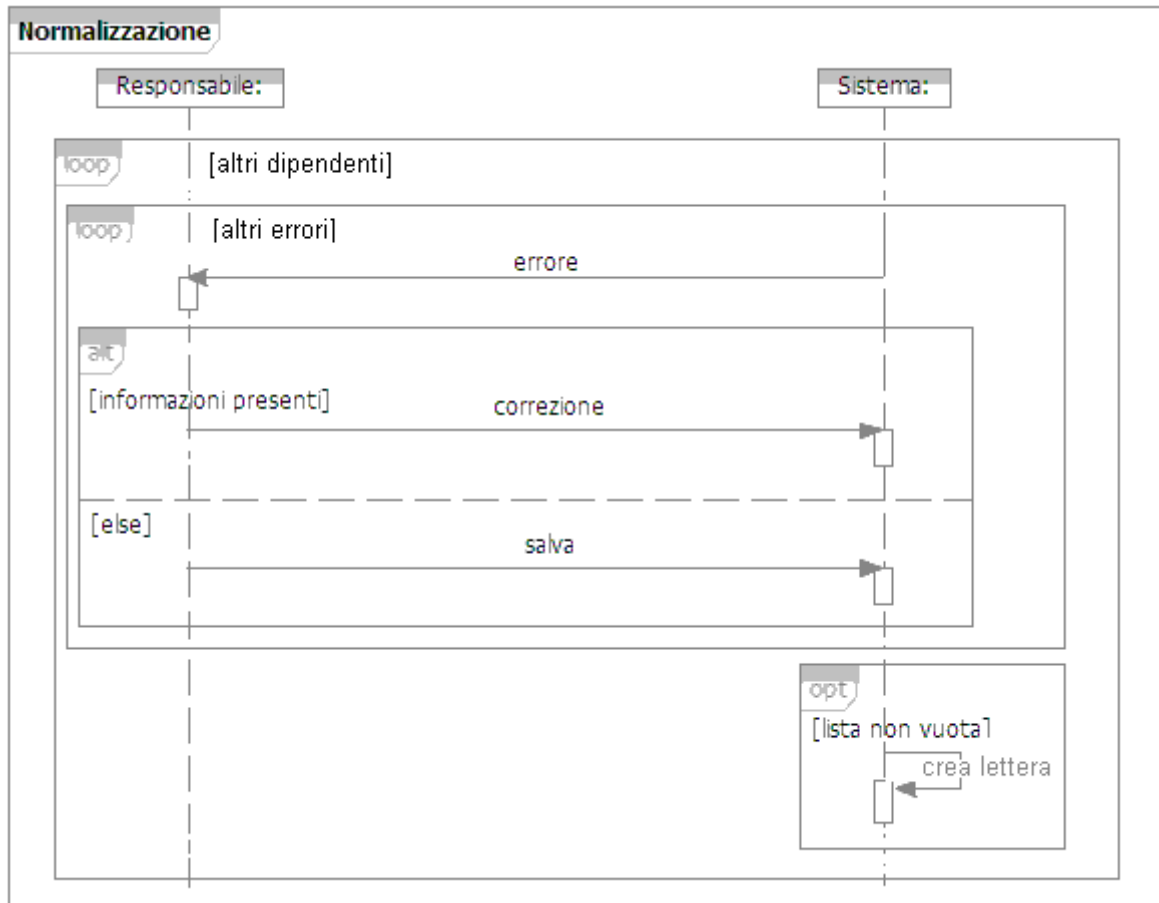 Normalizzazione
Responsabile: Sistema:
loop [altri dipendenti]
loop [altri errori]
errore
alt
[informazioni presenti] correzione
[else]
salva
opt
[lista non vuota]
crea lettera